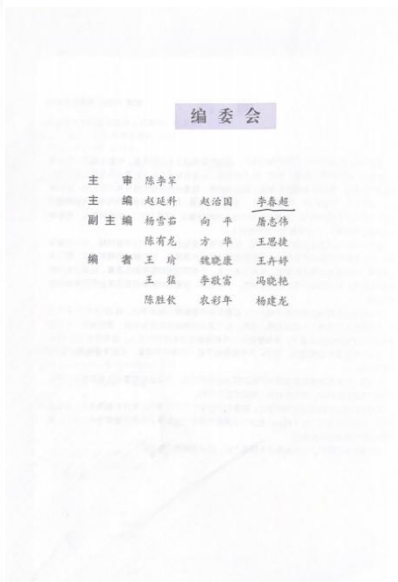 编委会
主 审 陈李军
主 编 赵延科 赵治国 李春超
副主编 杨雪茹 向 平 屠志伟
陈有龙 方 华 王思捷
编 者 王 瑜 魏晓康 王卉婷
王 猛 李敬富 冯晓艳
陈胜钦 农彩年 杨建龙